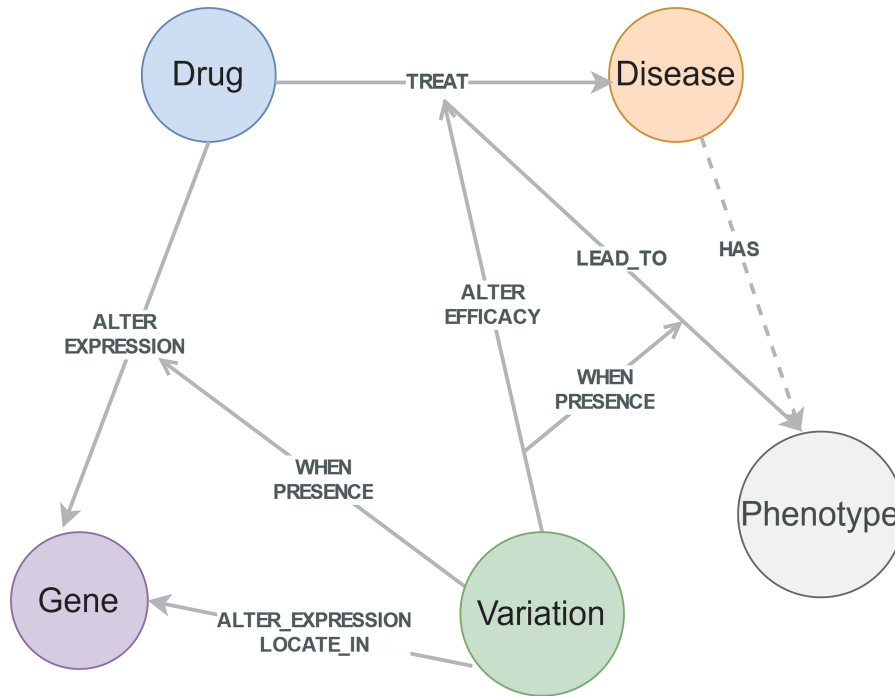 Drug
TREAT
Disease
HAS
LEAD_TO
ALTER
EFFICACY
ALTER
EXPRESSION
WHEN
PRESENCE
WHEN
PRESENCE
Phenotype
Gene
ALTER_EXPRESSION
LOCATE_IN
Variation